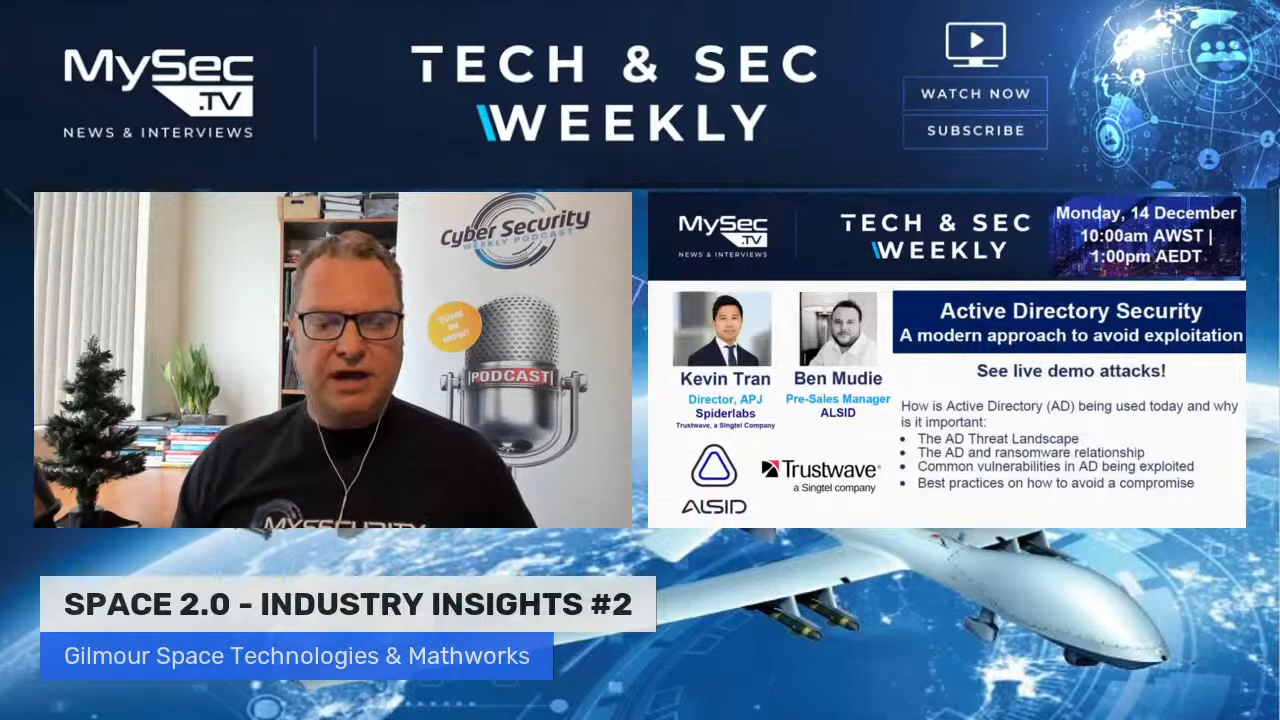 MySec
.TV
NEWS & INTERVIEWS
TECH & SEC
WEEKLY
WATCH NOW
SUBSCRIBE
Cyber Security
WEEKLY PODCAST
TUNE
IN
NOW!
PODCAST
MYSECURITY
MySec
.TV
NEWS & INTERVIEWS
TECH & SEC
WEEKLY
Monday, 14 December
10:00am AWST |
1:00pm AEDT
Active Directory Security
A modern approach to avoid exploitation
See live demo attacks!
Kevin Tran
Director, APJ
Spiderlabs
Trustwave, a Singtel Company
Ben Mudie
Pre-Sales Manager
ALSID
ALSID
Trustwave
a Singtel company
How is Active Directory (AD) being used today and why
is it important:
• The AD Threat Landscape
• The AD and ransomware relationship
• Common vulnerabilities in AD being exploited
• Best practices on how to avoid a compromise
SPACE 2.0 - INDUSTRY INSIGHTS #2
Gilmour Space Technologies & Mathworks